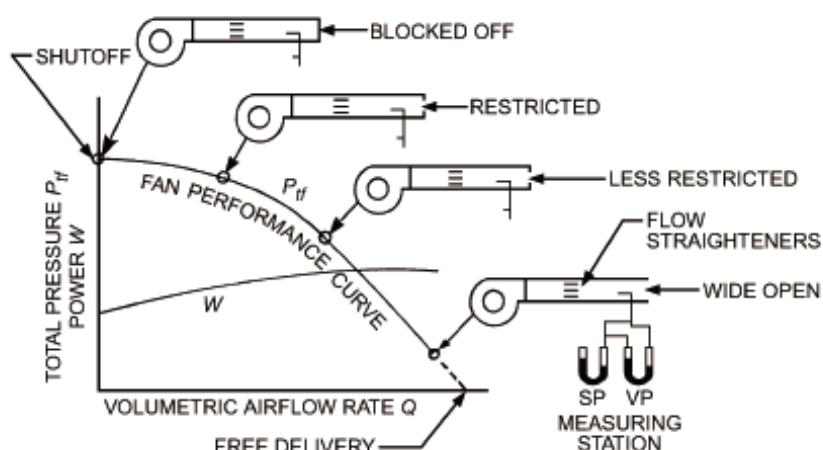 BLOCKED OFF
SHUTOFF
RESTRICTED
LESS RESTRICTED
FLOW
STRAIGHTENERS
WIDE OPEN
TOTAL PRESSURE Ptf
POWER W
FAN PERFORMANCE CURVE
Ptf
W
SP VP
MEASURING
STATION
VOLUMETRIC AIRFLOW RATE Q
FREE DELIVERY